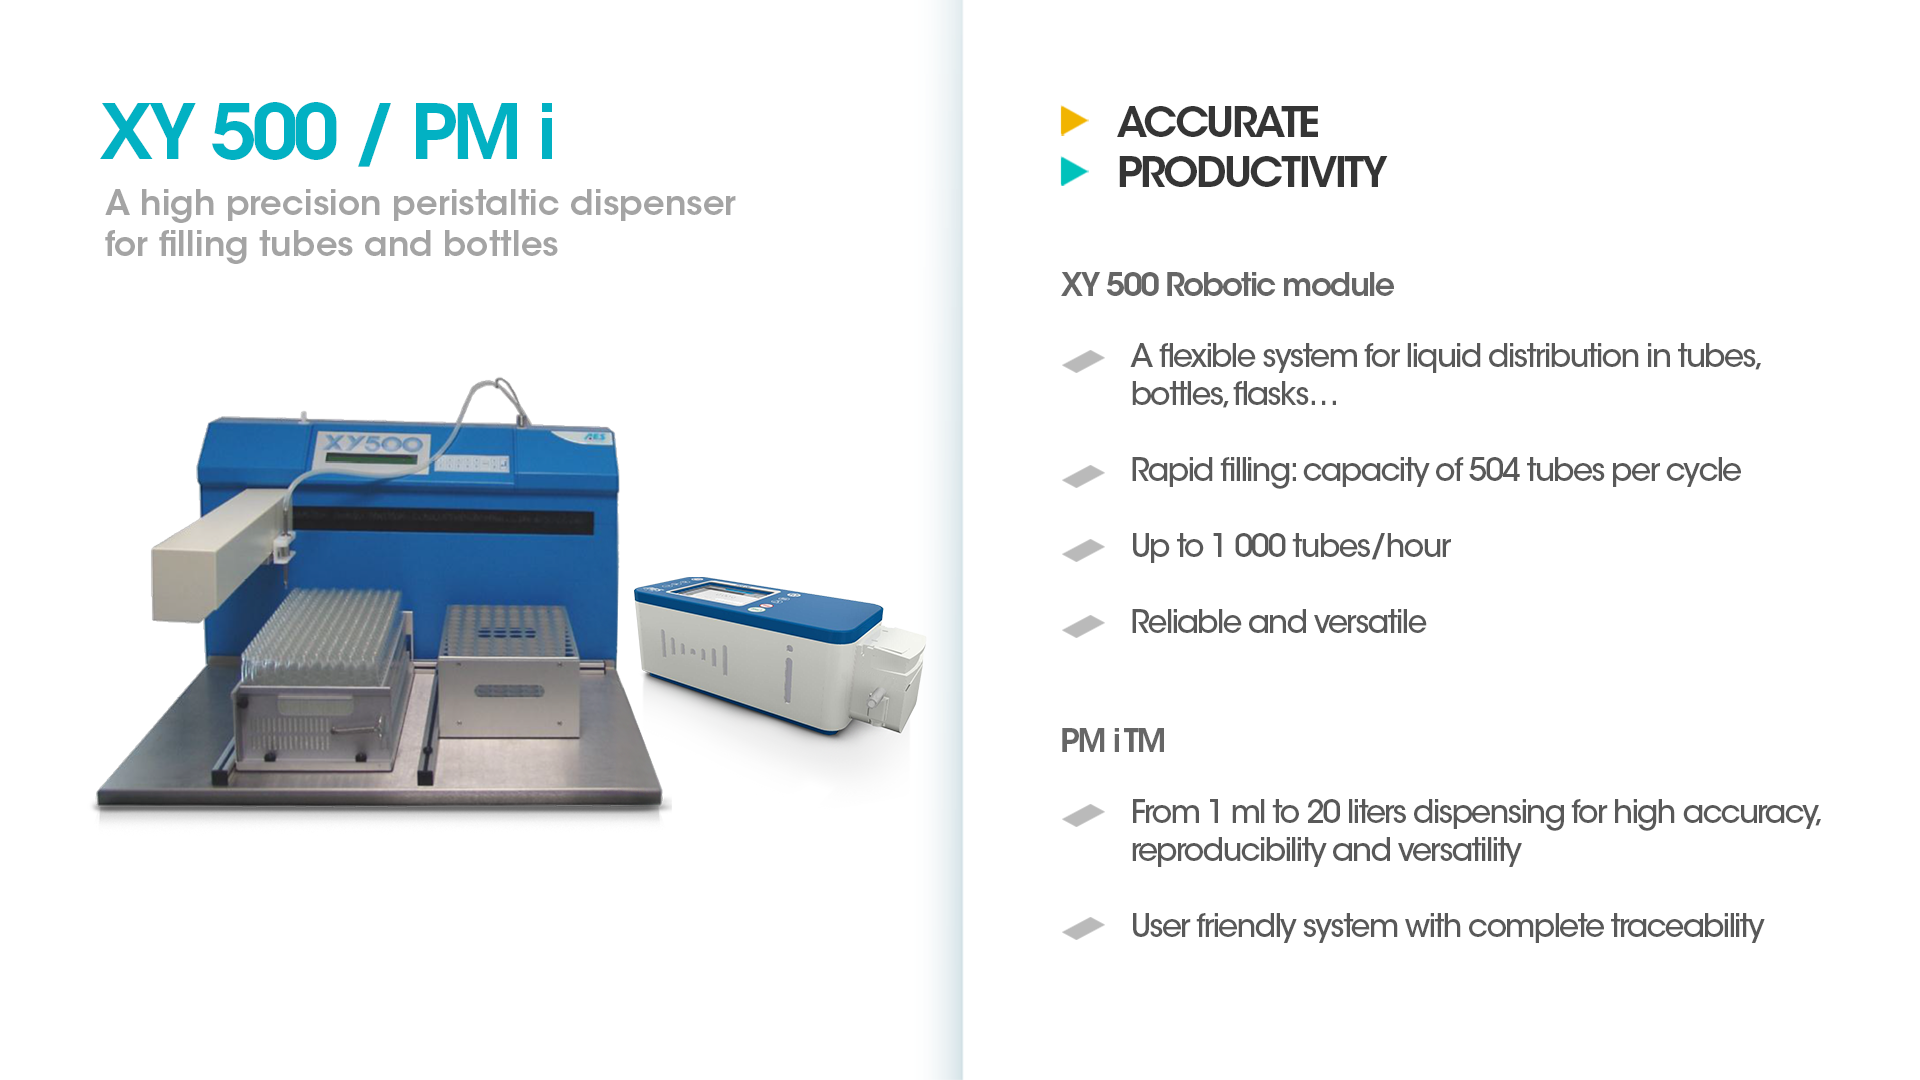 XY 500 / PM i
A high precision peristaltic dispenser
for filling tubes and bottles
XY500
AES
ACCURATE
PRODUCTIVITY
XY 500 Robotic module
A flexible system for liquid distribution in tubes,
bottles, flasks…
Rapid filling: capacity of 504 tubes per cycle
Up to 1 000 tubes/hour
Reliable and versatile
PM i TM
From 1 ml to 20 liters dispensing for high accuracy,
reproducibility and versatility
User friendly system with complete traceability